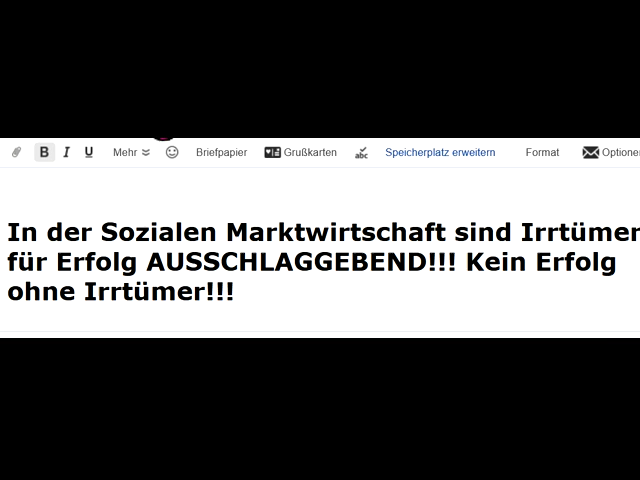 B I U Mehr Briefpapier Grußkarten abc Speicherplatz erweitern Format Optionen
In der Sozialen Marktwirtschaft sind Irrtümer
für Erfolg AUSSCHLAGGEBEND!!! Kein Erfolg
ohne Irrtümer!!!